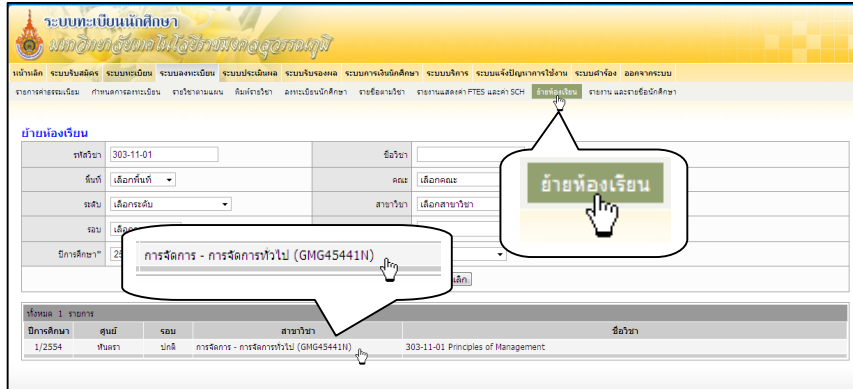 ระบบทะเบียนนักศึกษา
มหาวิทยาลัยเทคโนโลยีราชมงคลสุวรรณภูมิ
หน้าหลัก ระบบรับสมัคร ระบบทะเบียน ระบบลงทะเบียน ระบบประเมินผล ระบบรับรองผล ระบบการเงินนักศึกษา ระบบบริการ ระบบแจ้งปัญหาการใช้งาน ระบบคำร้อง ออกจากระบบ
รายการค่าธรรมเนียม กำหนดการลงทะเบียน รายวิชาตามแผน พิมพ์รายวิชา ลงทะเบียนนักศึกษา รายชื่อตามวิชา รายงานแสดงค่า FTES และค่า SCH ย้ายห้องเรียน รายงาน และรายชื่อนักศึกษา
ย้ายห้องเรียน
รหัสวิชา 303-11-01 ชื่อวิชา
พื้นที่ เลือกพื้นที่ คณะ เลือกคณะ
ย้ายห้องเรียน
ระดับ เลือกระดับ สาขาวิชา เลือกสาขาวิชา
รอบ
ปีการศึกษา* 25
การจัดการ - การจัดการทั่วไป (GMG45441N)
ทั้งหมด 1 รายการ
ปีการศึกษา ศูนย์ รอบ สาขาวิชา ชื่อวิชา
1/2554 หันตรา ปกติ การจัดการ - การจัดการทั่วไป (GMG45441N) 303-11-01 Principles of Management